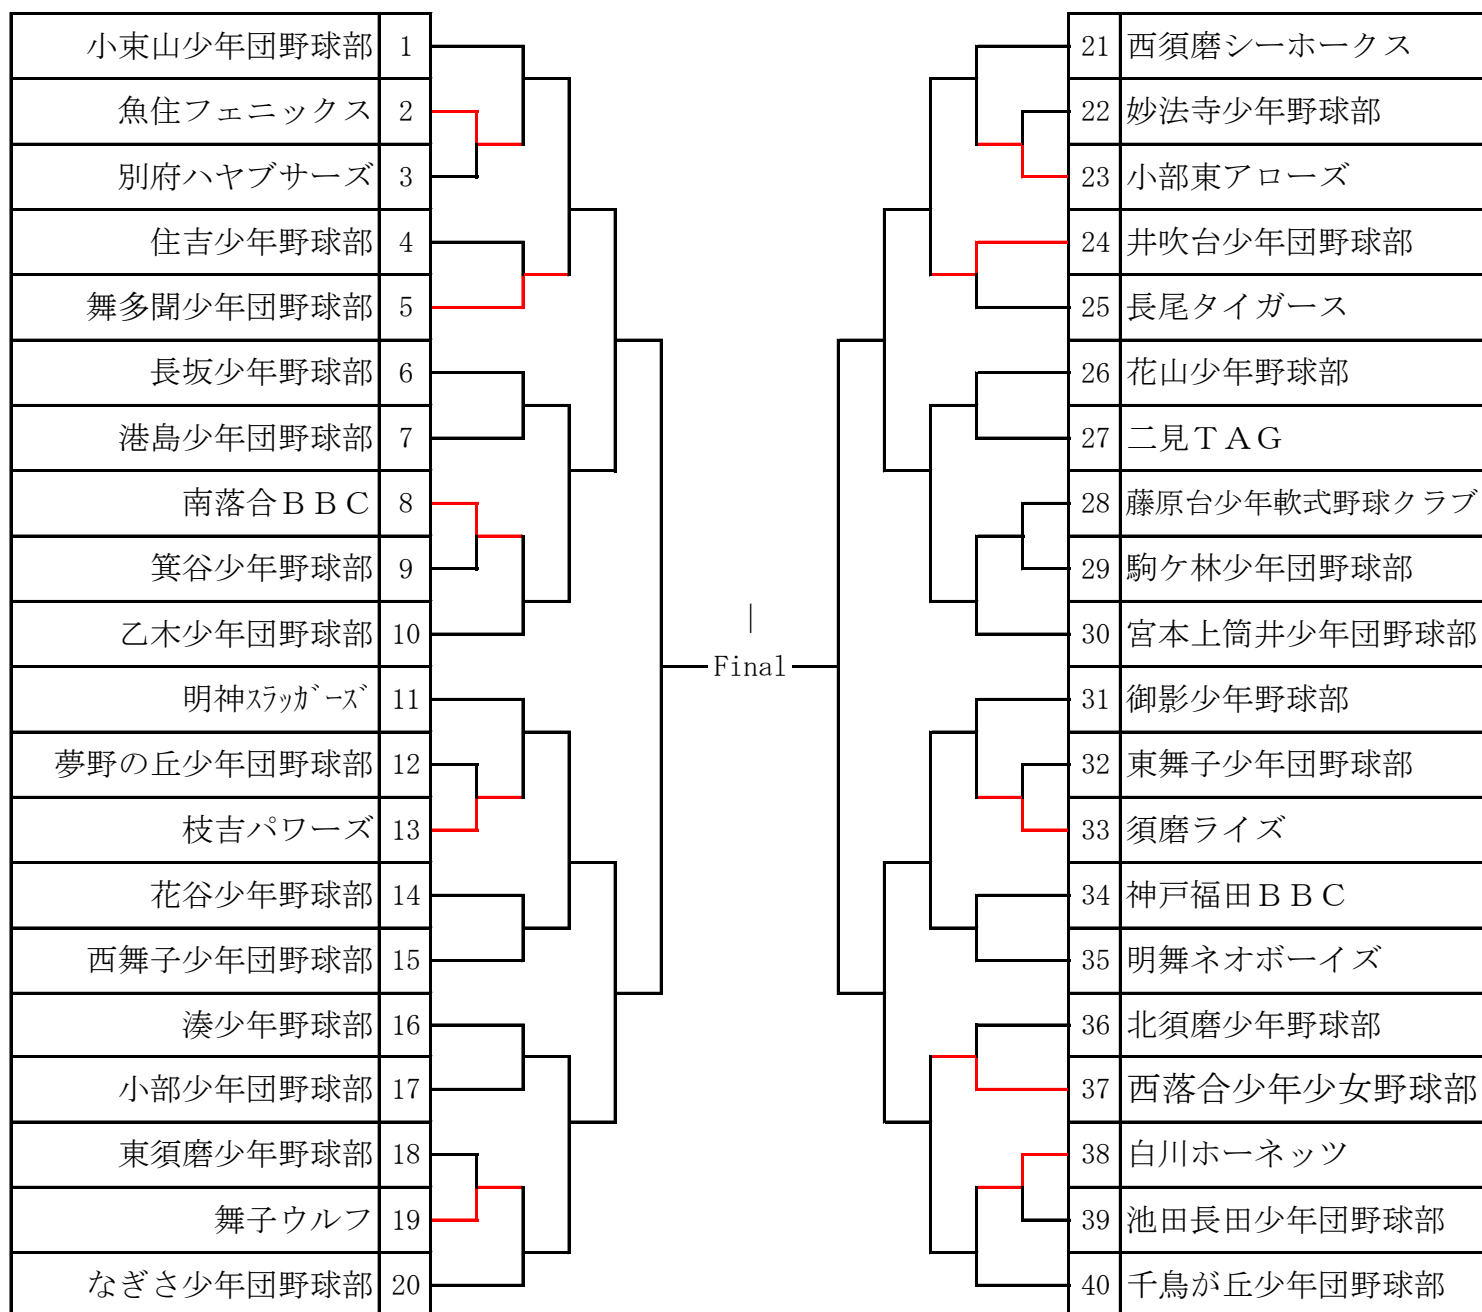 小束山少年団野球部 1
魚住フェニックス 2
別府ハヤブサーズ 3
住吉少年野球部 4
舞多聞少年団野球部 5
長坂少年野球部 6
港島少年団野球部 7
南落合ＢＢＣ 8
箕谷少年野球部 9
乙木少年団野球部 10
明神ｽﾗｯｶﾞｰｽﾞ 11
夢野の丘少年団野球部 12
枝吉パワーズ 13
花谷少年野球部 14
西舞子少年団野球部 15
湊少年野球部 16
小部少年団野球部 17
東須磨少年野球部 18
舞子ウルフ 19
なぎさ少年団野球部 20
｜
Final
21 西須磨シーホークス
22 妙法寺少年野球部
23 小部東アローズ
24 井吹台少年団野球部
25 長尾タイガース
26 花山少年野球部
27 二見ＴＡＧ
28 藤原台少年軟式野球クラブ
29 駒ケ林少年団野球部
30 宮本上筒井少年団野球部
31 御影少年野球部
32 東舞子少年団野球部
33 須磨ライズ
34 神戸福田ＢＢＣ
35 明舞ネオボーイズ
36 北須磨少年野球部
37 西落合少年少女野球部
38 白川ホーネッツ
39 池田長田少年団野球部
40 千鳥が丘少年団野球部